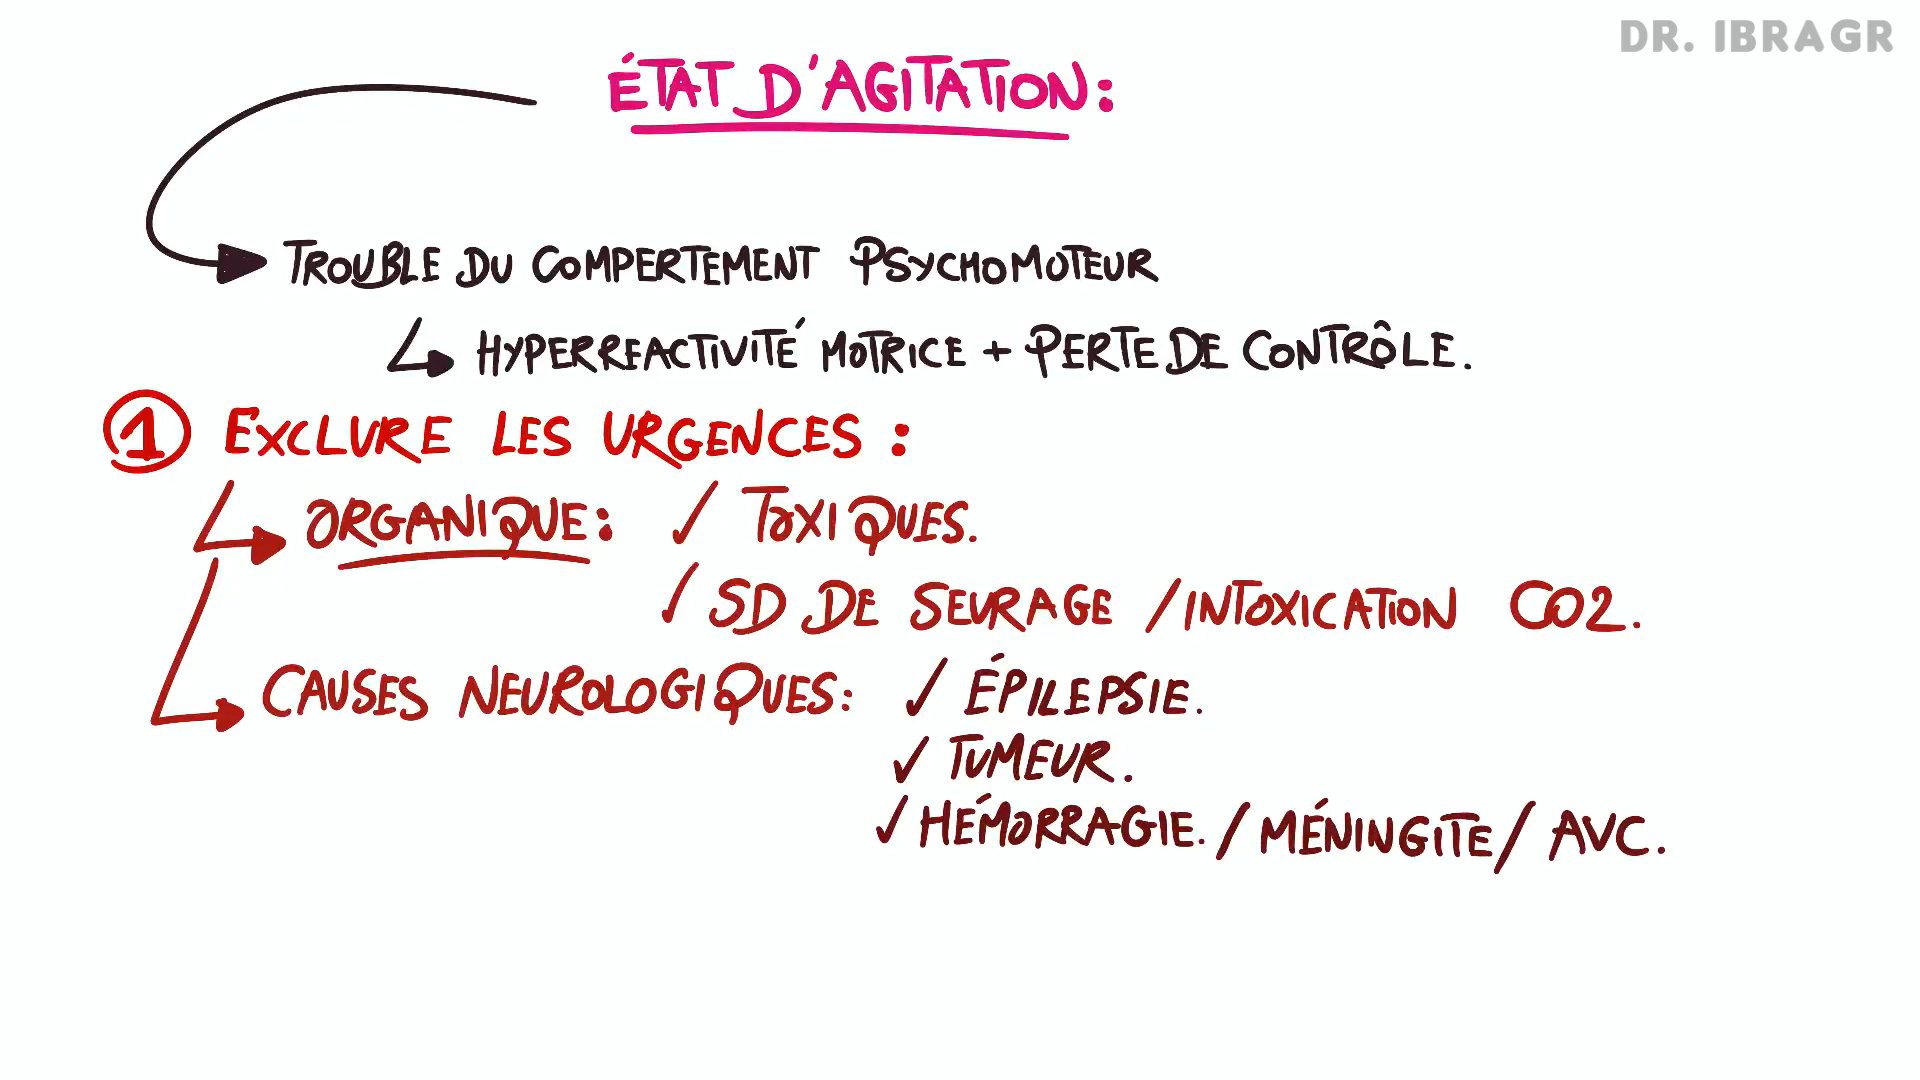 DR. IBRAGR
ÉTAT D'AGITATION:
TROUBLE DU COMPERTEMENT PSYCHOMOTEUR
HYPERREACTIVITÉ MOTRICE + PERTE DE CONTRÔLE.
1 EXCLURE LES URGENCES :
ORGANIQUE: ✓ TOXIQUES.
✓ SD DE SEVRAGE / INTOXICATION CO2.
CAUSES NEUROLOGIQUES: ✓ ÉPILEPSIE.
✓ TUMEUR.
✓ HÉMORRAGIE. / MÉNINGITE / AVC.